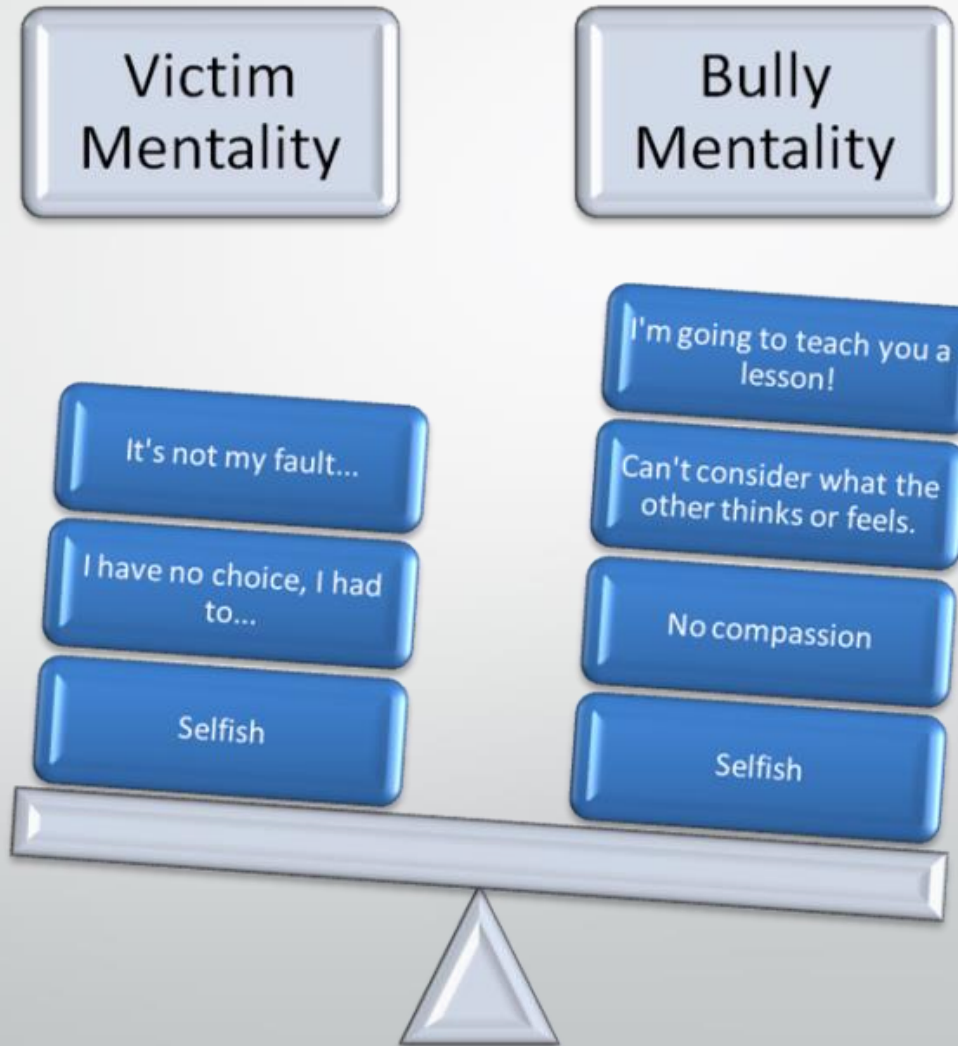 Victim
Mentality
Bully
Mentality
It's not my fault...
I have no choice, I had
to...
Selfish
I'm going to teach you a
lesson!
Can't consider what the
other thinks or feels.
No compassion
Selfish